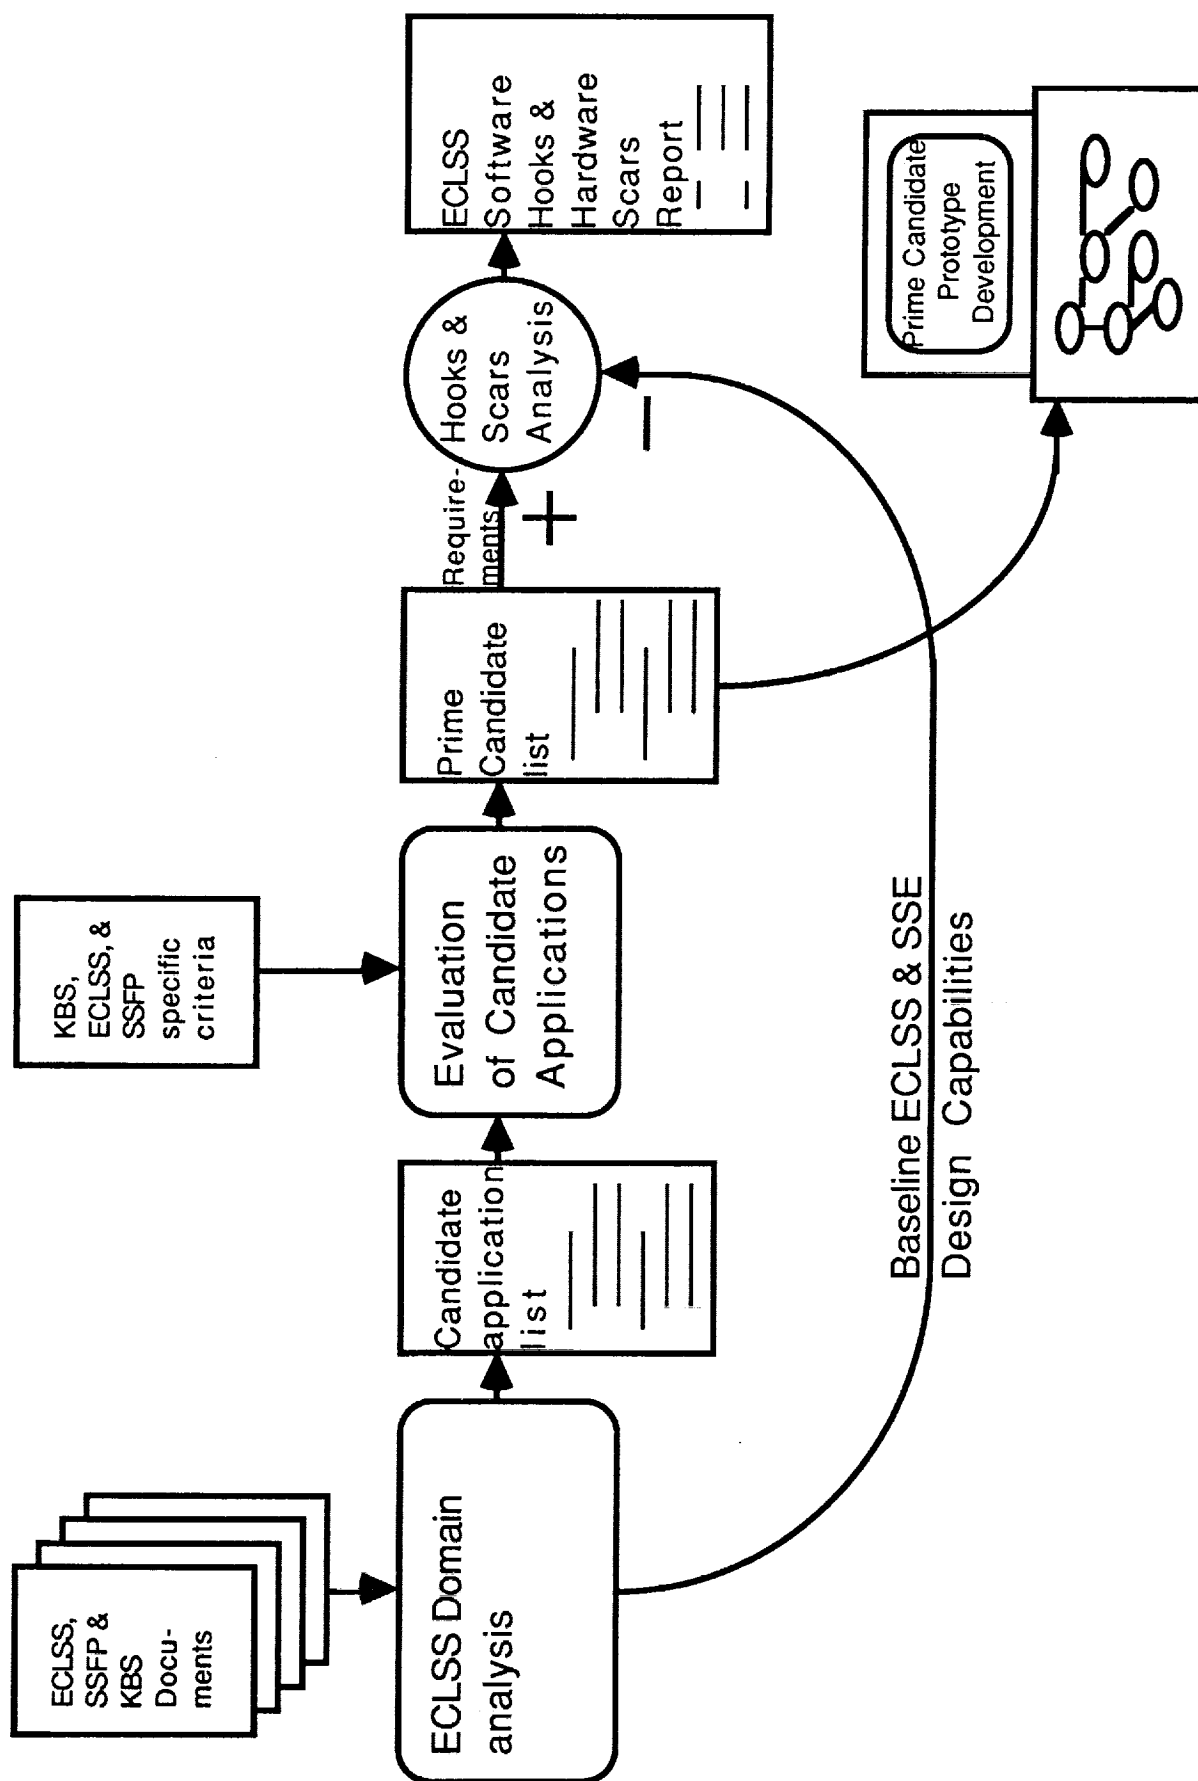 ECLSS,
SSFP &
KBS
Docu-
ments
ECLSS Domain
analysis
Candidate
application
list
KBS,
ECLSS, &
SSFP
specific
criteria
Evaluation
of Candidate
Applications
Prime
Candidate
list
Require-
ments
+
Hooks &
Scars
Analysis
−
ECLSS
Software
Hooks &
Hardware
Scars
Report
Baseline ECLSS & SSE
Design Capabilities
Prime Candidate
Prototype
Development